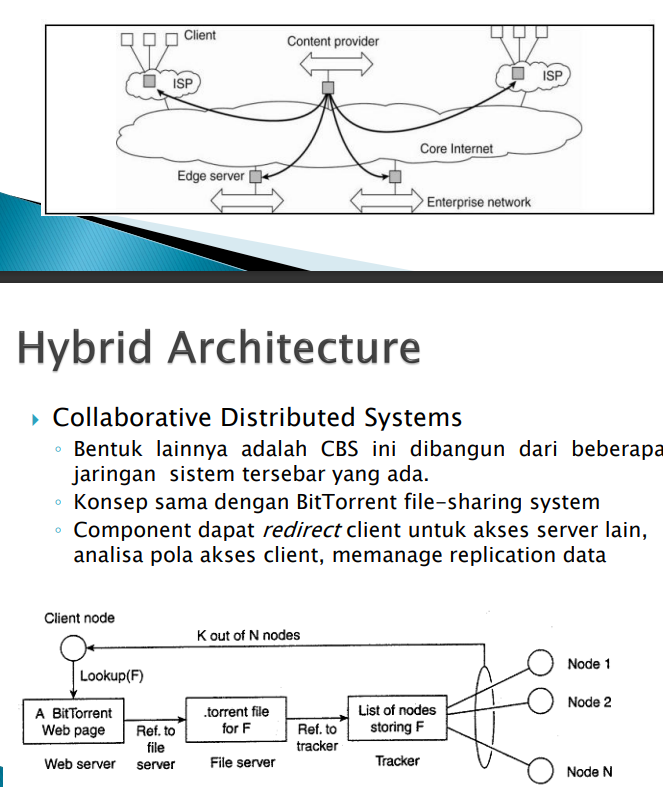 Client
Content provider
ISP
ISP
Core Internet
Edge server
Enterprise network
Hybrid Architecture
Collaborative Distributed Systems
Bentuk lainnya adalah CBS ini dibangun dari beberapa
jaringan sistem tersebar yang ada.
Konsep sama dengan BitTorrent file-sharing system
Component dapat redirect client untuk akses server lain,
analisa pola akses client, memanage replication data
Client node
K out of N nodes
Lookup(F)
A BitTorrent
Web page
Web server
Ref. to
file
server
.torrent file
for F
File server
Ref. to
tracker
List of nodes
storing F
Tracker
Node 1
Node 2
Node N